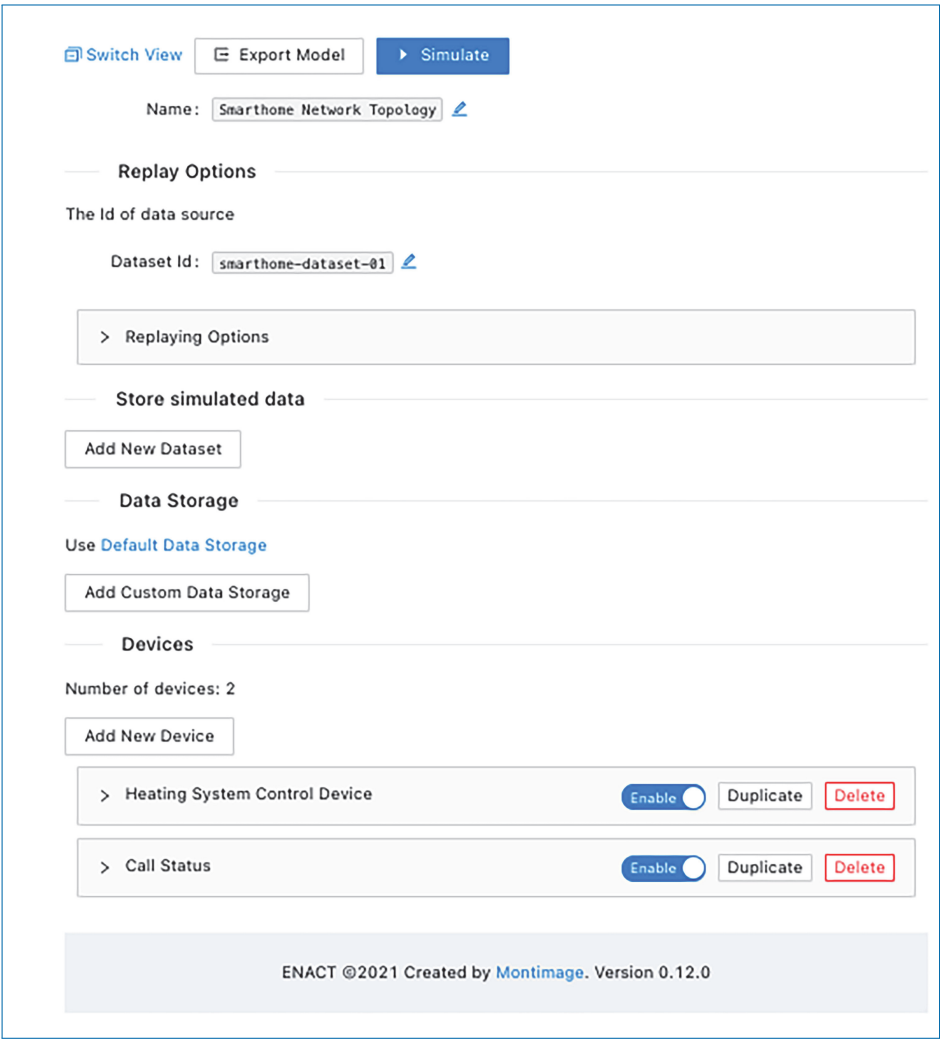 Switch View Export Model Simulate
Name: Smarthome Network Topology
Replay Options
The Id of data source
Dataset Id: smarthome-dataset-01
Replaying Options
Store simulated data
Add New Dataset
Data Storage
Use Default Data Storage
Add Custom Data Storage
Devices
Number of devices: 2
Add New Device
Heating System Control Device Enable Duplicate Delete
Call Status Enable Duplicate Delete
ENACT ©2021 Created by Montimage. Version 0.12.0